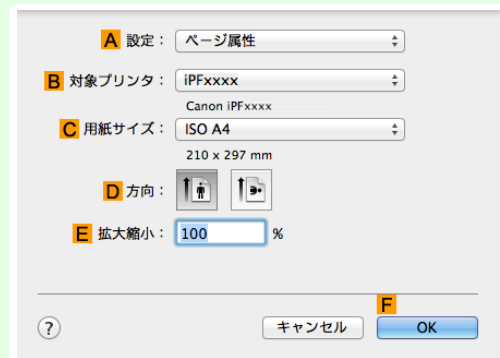 A 設定： ページ属性
B 対象プリンタ： iPFxxxx
Canon iPFxxxx
C 用紙サイズ： ISO A4
210 x 297 mm
D 方向：
E 拡大縮小： 100 %
F
? キャンセル OK